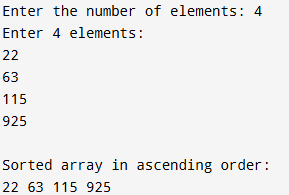 Enter the number of elements: 4
Enter 4 elements:
22
63
115
925
Sorted array in ascending order:
22 63 115 925